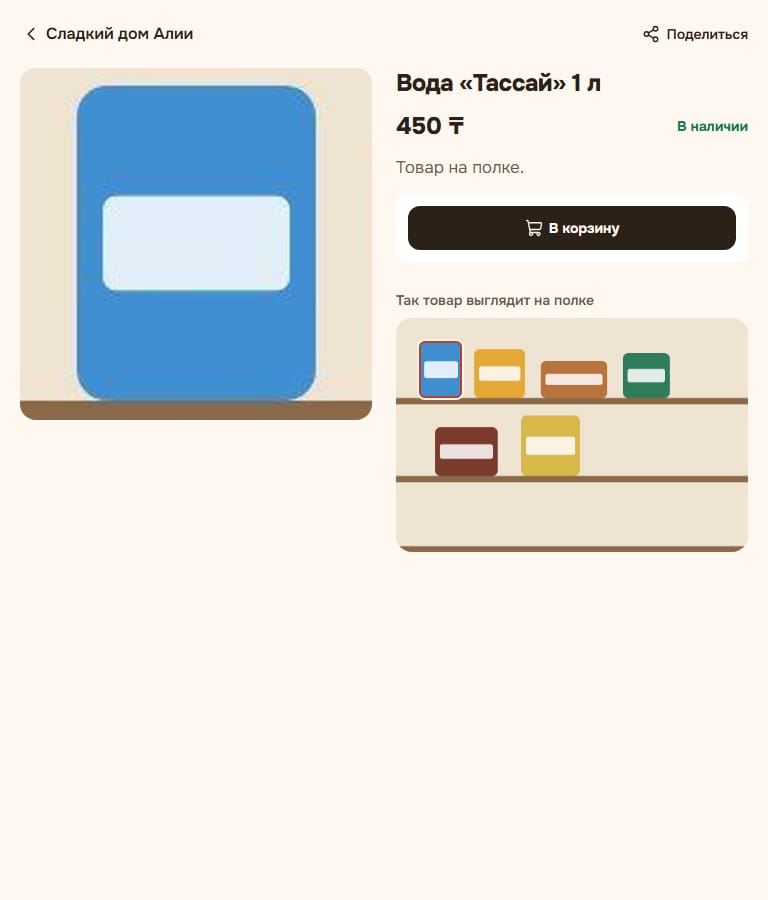 Сладкий дом Алии
Поделиться
Вода «Тассай» 1 л
450 ₸
В наличии
Товар на полке.
В корзину
Так товар выглядит на полке